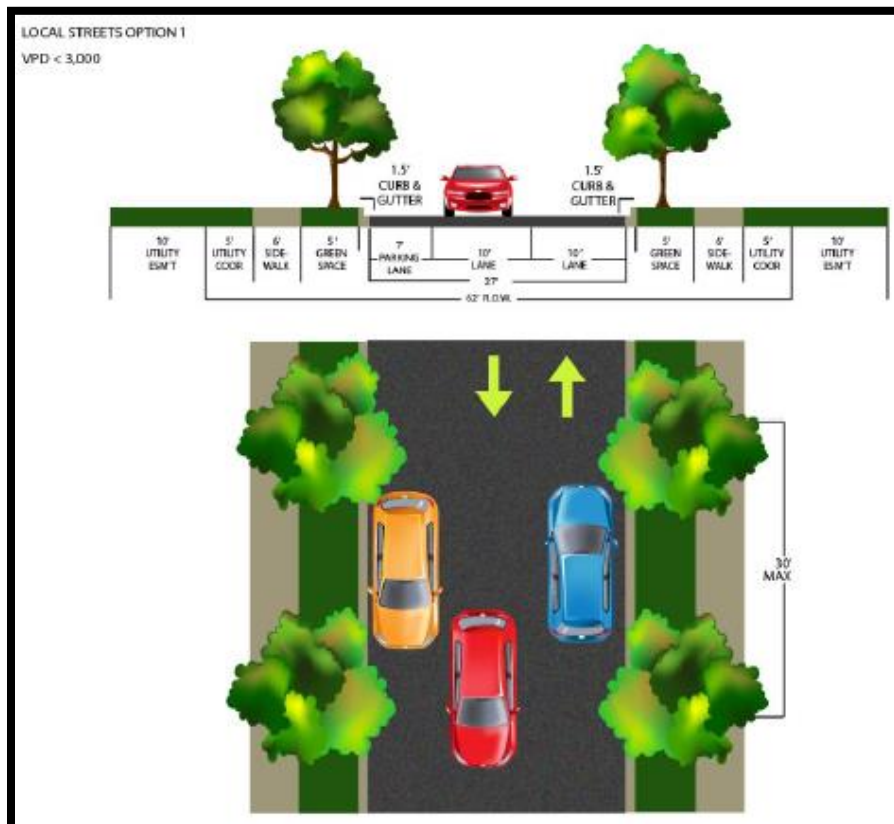 LOCAL STREETS OPTION 1
VPD < 3,000
1.5'
CURB &
GUTTER
1.5'
CURB &
GUTTER
10'
UTILITY
ESM'T
5'
UTILITY
COOR
6'
SIDE-
WALK
5'
GREEN
SPACE
7'
PARKING
LANE
10'
LANE
10'
LANE
5'
GREEN
SPACE
6'
SIDE-
WALK
5'
UTILITY
COOR
10'
UTILITY
ESM'T
27'
62' R.O.W.
30'
MAX